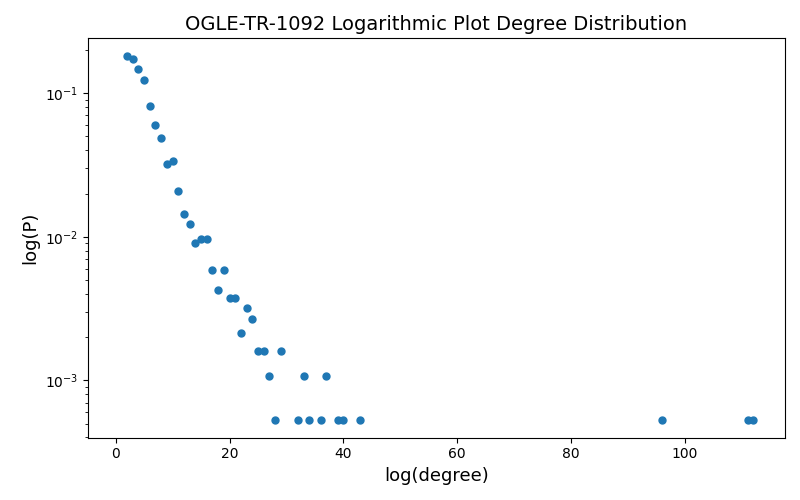 OGLE-TR-1092 Logarithmic Plot Degree Distribution
log(P)
10⁻¹
10⁻²
10⁻³
0 20 40 60 80 100
log(degree)